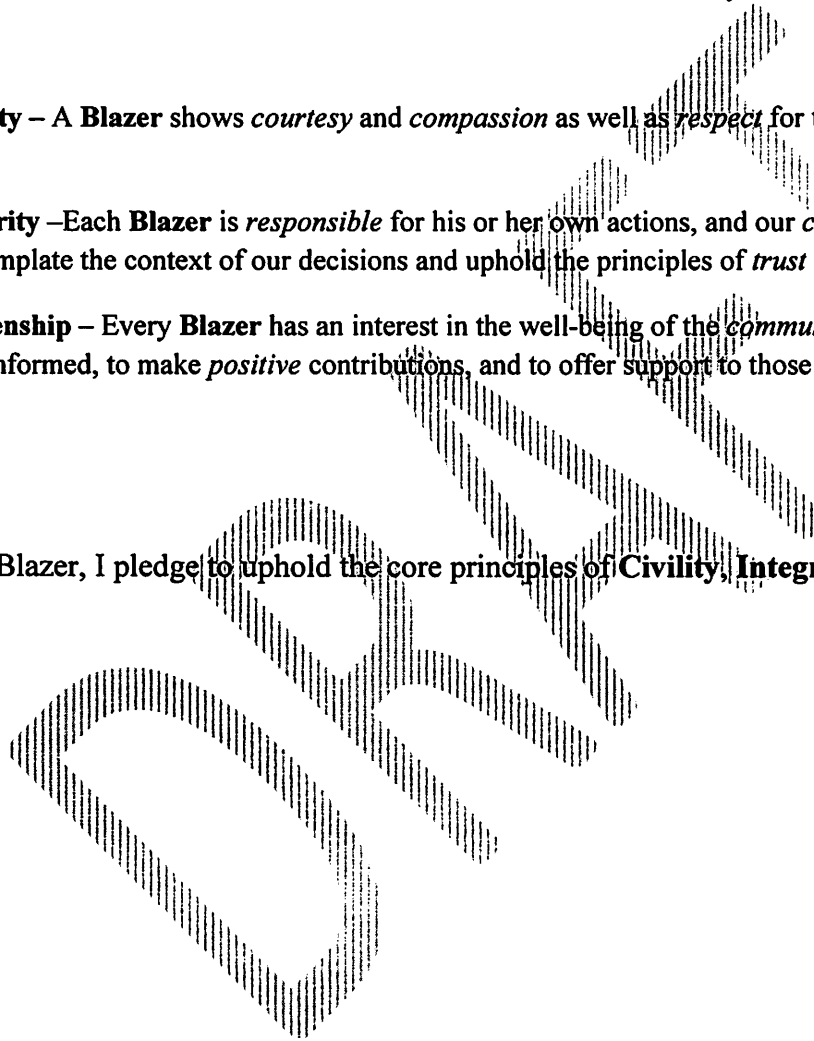 ty – A Blazer shows courtesy and compassion as well as respect for t
rity –Each Blazer is responsible for his or her own actions, and our c
mplate the context of our decisions and uphold the principles of trust
enship – Every Blazer has an interest in the well-being of the commu
nformed, to make positive contributions, and to offer support to those
Blazer, I pledge to uphold the core principles of Civility, Integr
DRAFT